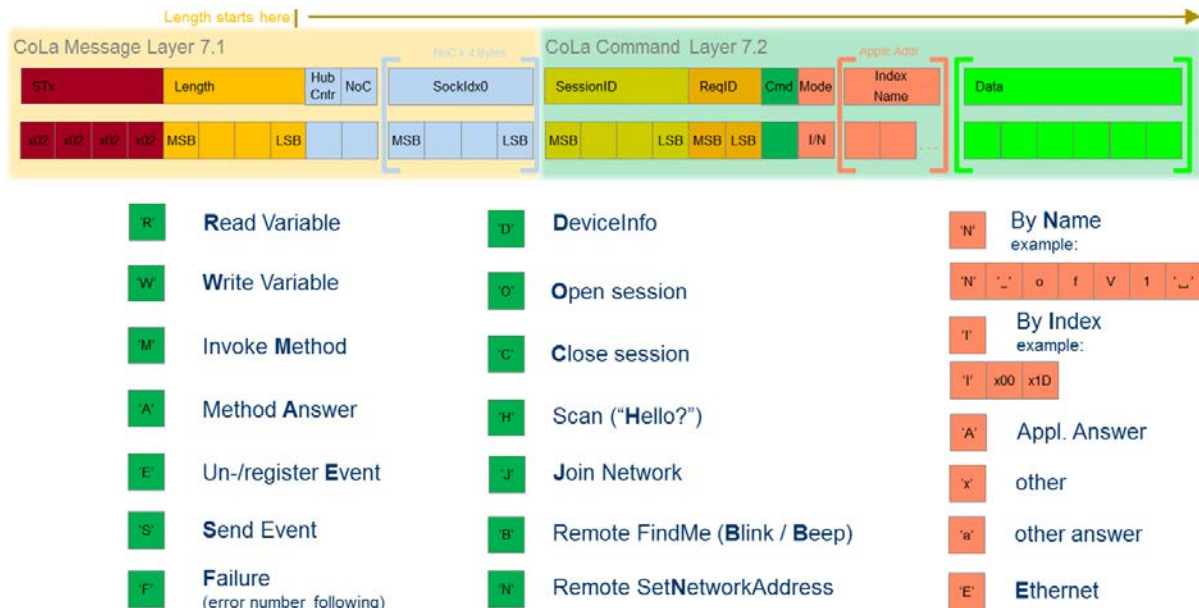 Length starts here:
CoLa Message Layer 7.1
NoC's 4 Bytes
CoLa Command Layer 7.2
Applic.Addr
STx
Length
Hub
Cntr
NoC
SockIdx0
SessionID
ReqID
Cmd
Mode
Index
Name
Data
x02 x02 x02 x02 MSB LSB MSB LSB MSB LSB MSB LSB I/N ...
'R' Read Variable
'D' DeviceInfo
'N' By Name
example:
'W' Write Variable
'O' Open session
'N' '_' o f V 1 '␣'
'M' Invoke Method
'C' Close session
'I' By Index
example:
'I' x00 x1D
'A' Method Answer
'H' Scan ("Hello?")
'A' Appl. Answer
'E' Un-/register Event
'J' Join Network
'x' other
'S' Send Event
'B' Remote FindMe (Blink / Beep)
'a' other answer
'F' Failure
(error number following)
'N' Remote SetNetworkAddress
'E' Ethernet